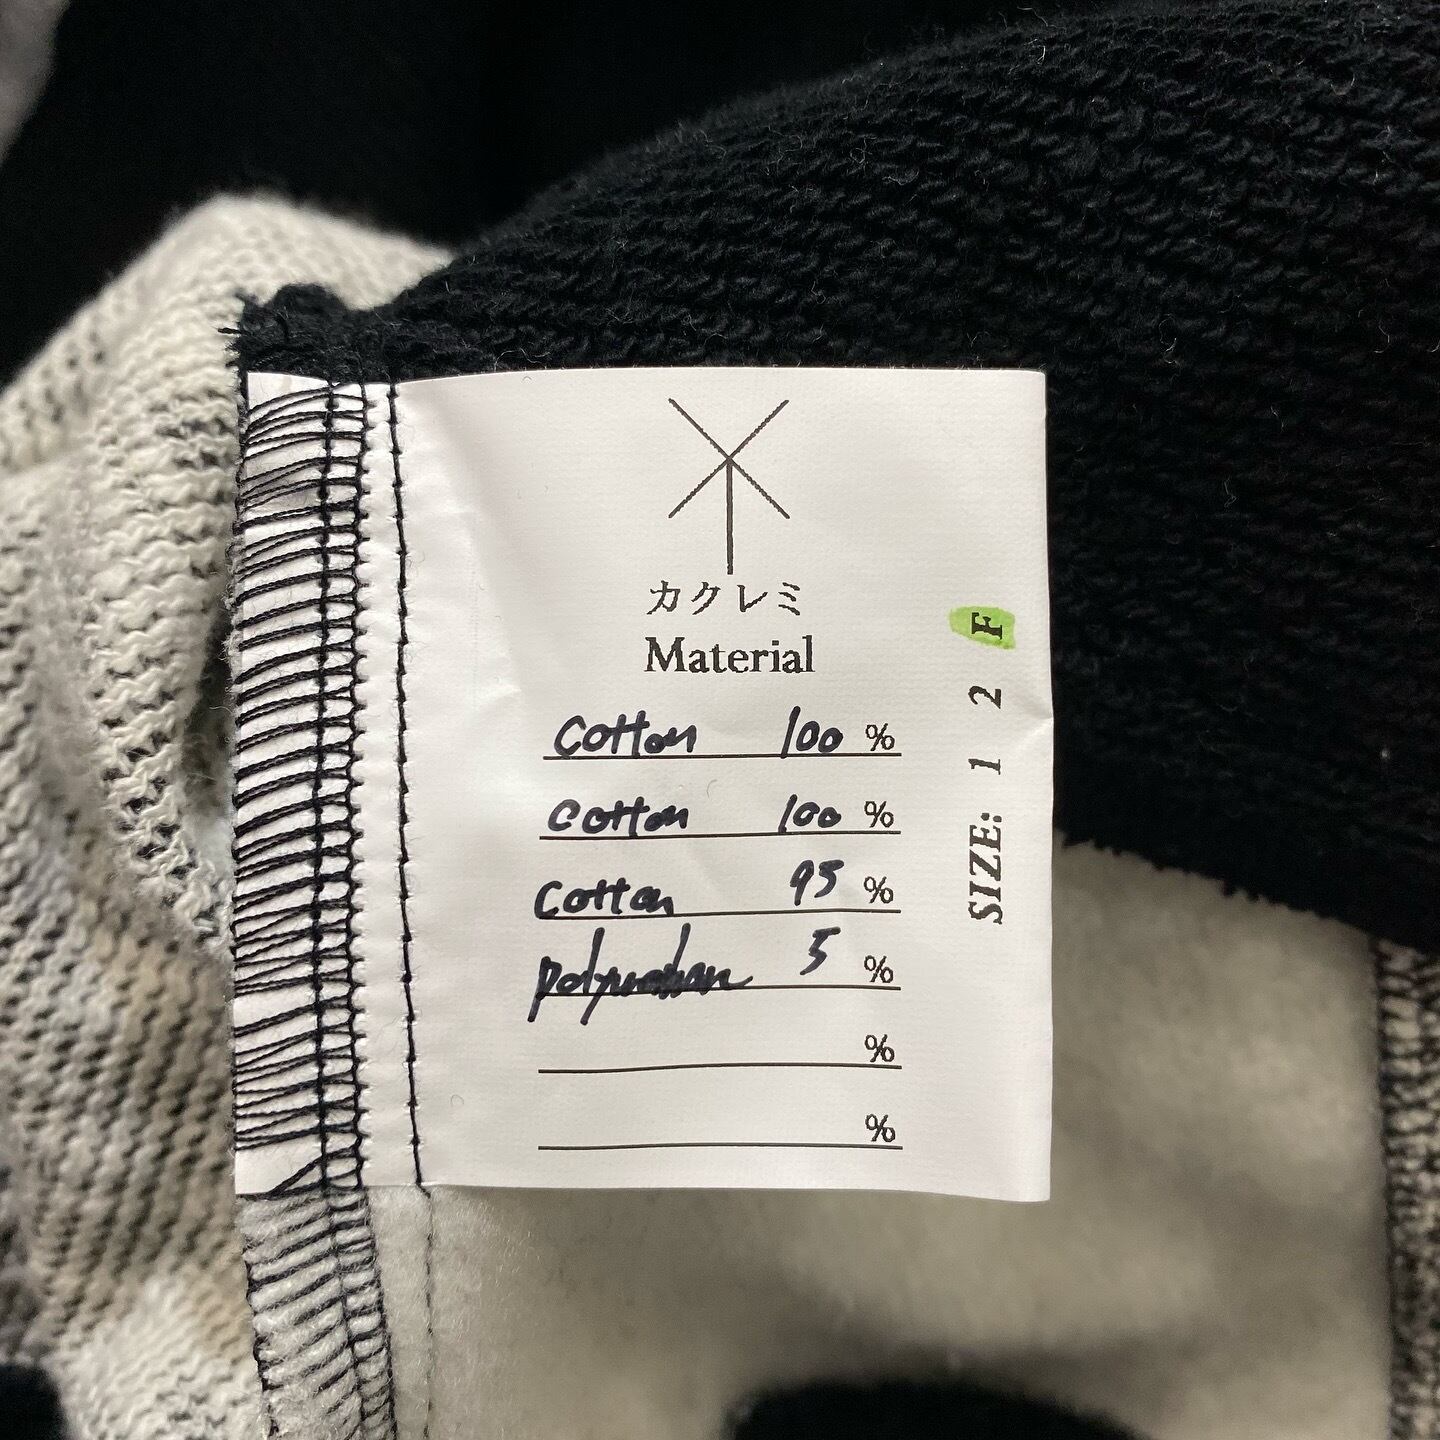 カクレミ
Material
Cotton 100 %
Cotton 100 %
Cotton 95 %
5 %
%
%
SIZE: 1 2 F